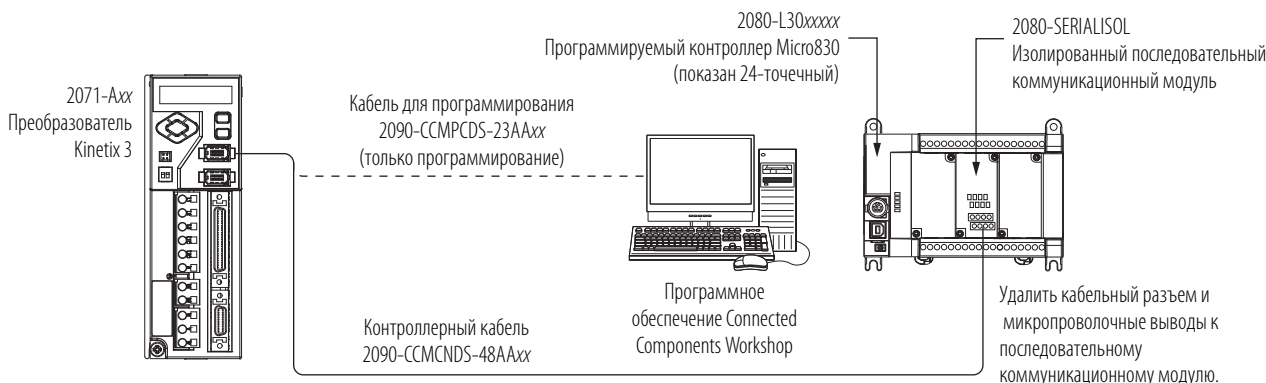 2071-Axx
Преобразователь
Kinetix 3
Кабель для программирования
2090-CCMPCDS-23AAxx
(только программирование)
Контроллерный кабель
2090-CCMCNDS-48AAxx
Программное
обеспечение Connected
Components Workshop
2080-L30xxxxx
Программируемый контроллер Micro830
(показан 24-точечный)
2080-SERIALISOL
Изолированный последовательный
коммуникационный модуль
Удалить кабельный разъем и
микропроволочные выводы к
последовательному
коммуникационному модулю.